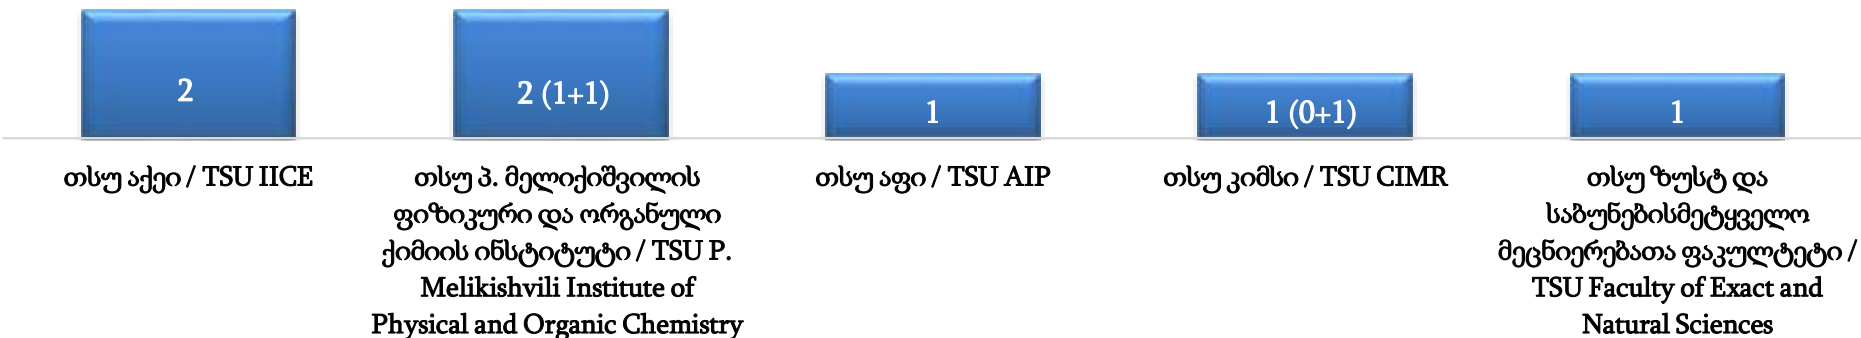 2
2 (1+1)
1
1 (0+1)
1
თსუ აქეი / TSU IICE
თსუ პ. მელიქიშვილის
ფიზიკური და ორგანული
ქიმიის ინსტიტუტი / TSU P.
Melikishvili Institute of
Physical and Organic Chemistry
თსუ აფი / TSU AIP
თსუ კიმსი / TSU CIMR
თსუ ზუსტ და
საბუნებისმეტყველო
მეცნიერებათა ფაკულტეტი /
TSU Faculty of Exact and
Natural Sciences